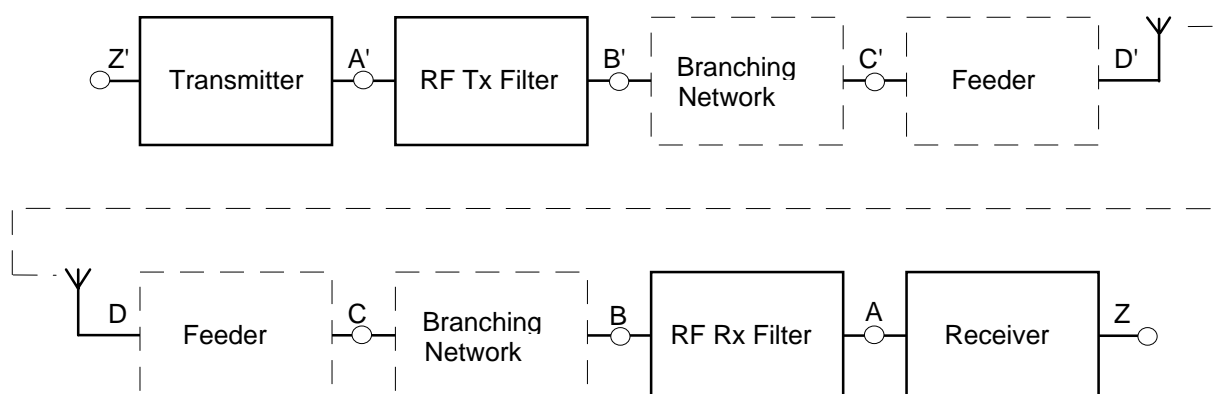 Z'
Transmitter
A'
RF Tx Filter
B'
Branching
Network
C'
Feeder
D'
D
Feeder
C
Branching
Network
B
RF Rx Filter
A
Receiver
Z